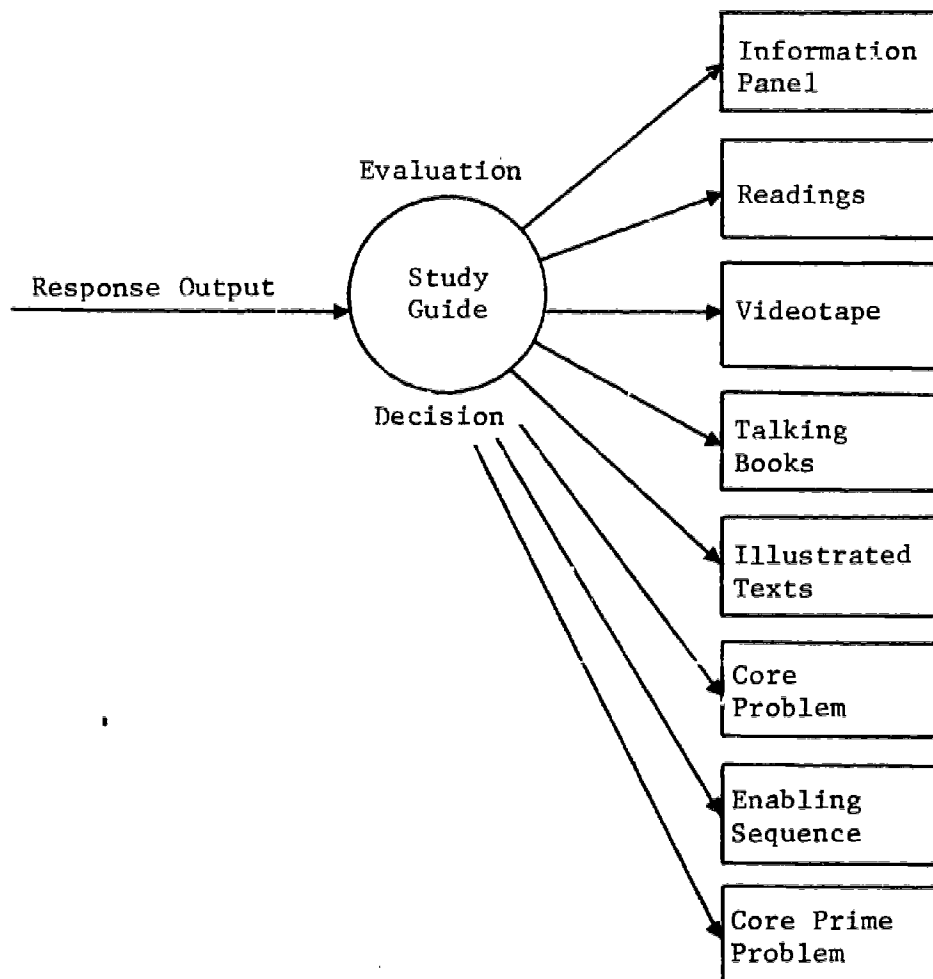 Information
Panel
Evaluation
Readings
Response Output
Study
Guide
Videotape
Decision
Talking
Books
Illustrated
Texts
Core
Problem
Enabling
Sequence
Core Prime
Problem